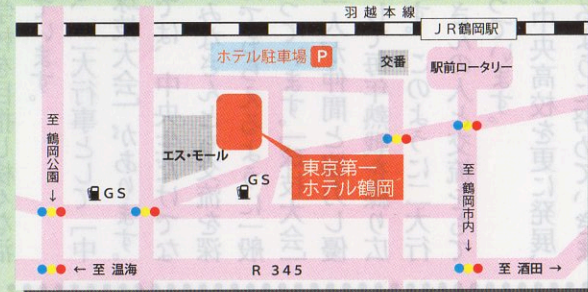 羽越本線
JR鶴岡駅
ホテル駐車場 P
交番
駅前ロータリー
エス・モール
東京第一
ホテル鶴岡
至 鶴岡公園 ↓
GS
GS
至 鶴岡市内 ↓
← 至 温海
R 345
至 酒田 →